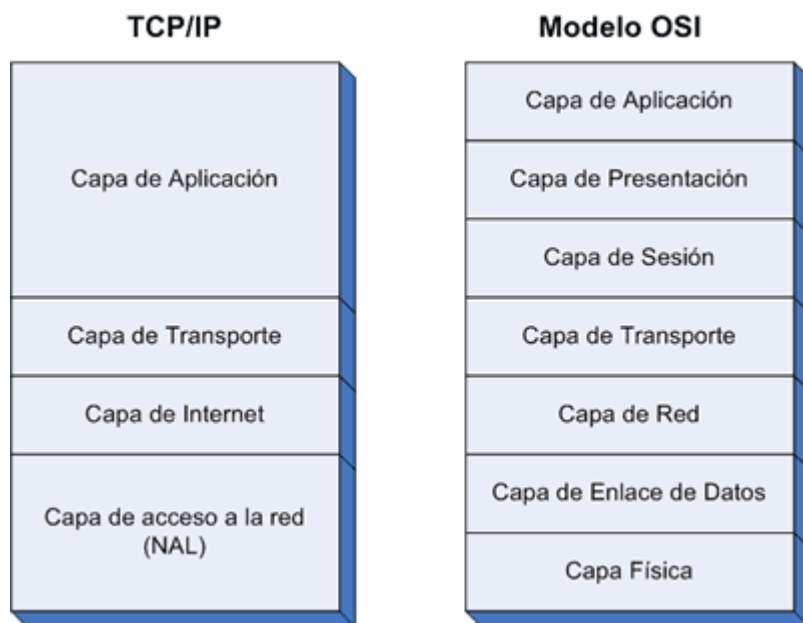 TCP/IP
Capa de Aplicación
Capa de Transporte
Capa de Internet
Capa de acceso a la red
(NAL)
Modelo OSI
Capa de Aplicación
Capa de Presentación
Capa de Sesión
Capa de Transporte
Capa de Red
Capa de Enlace de Datos
Capa Física